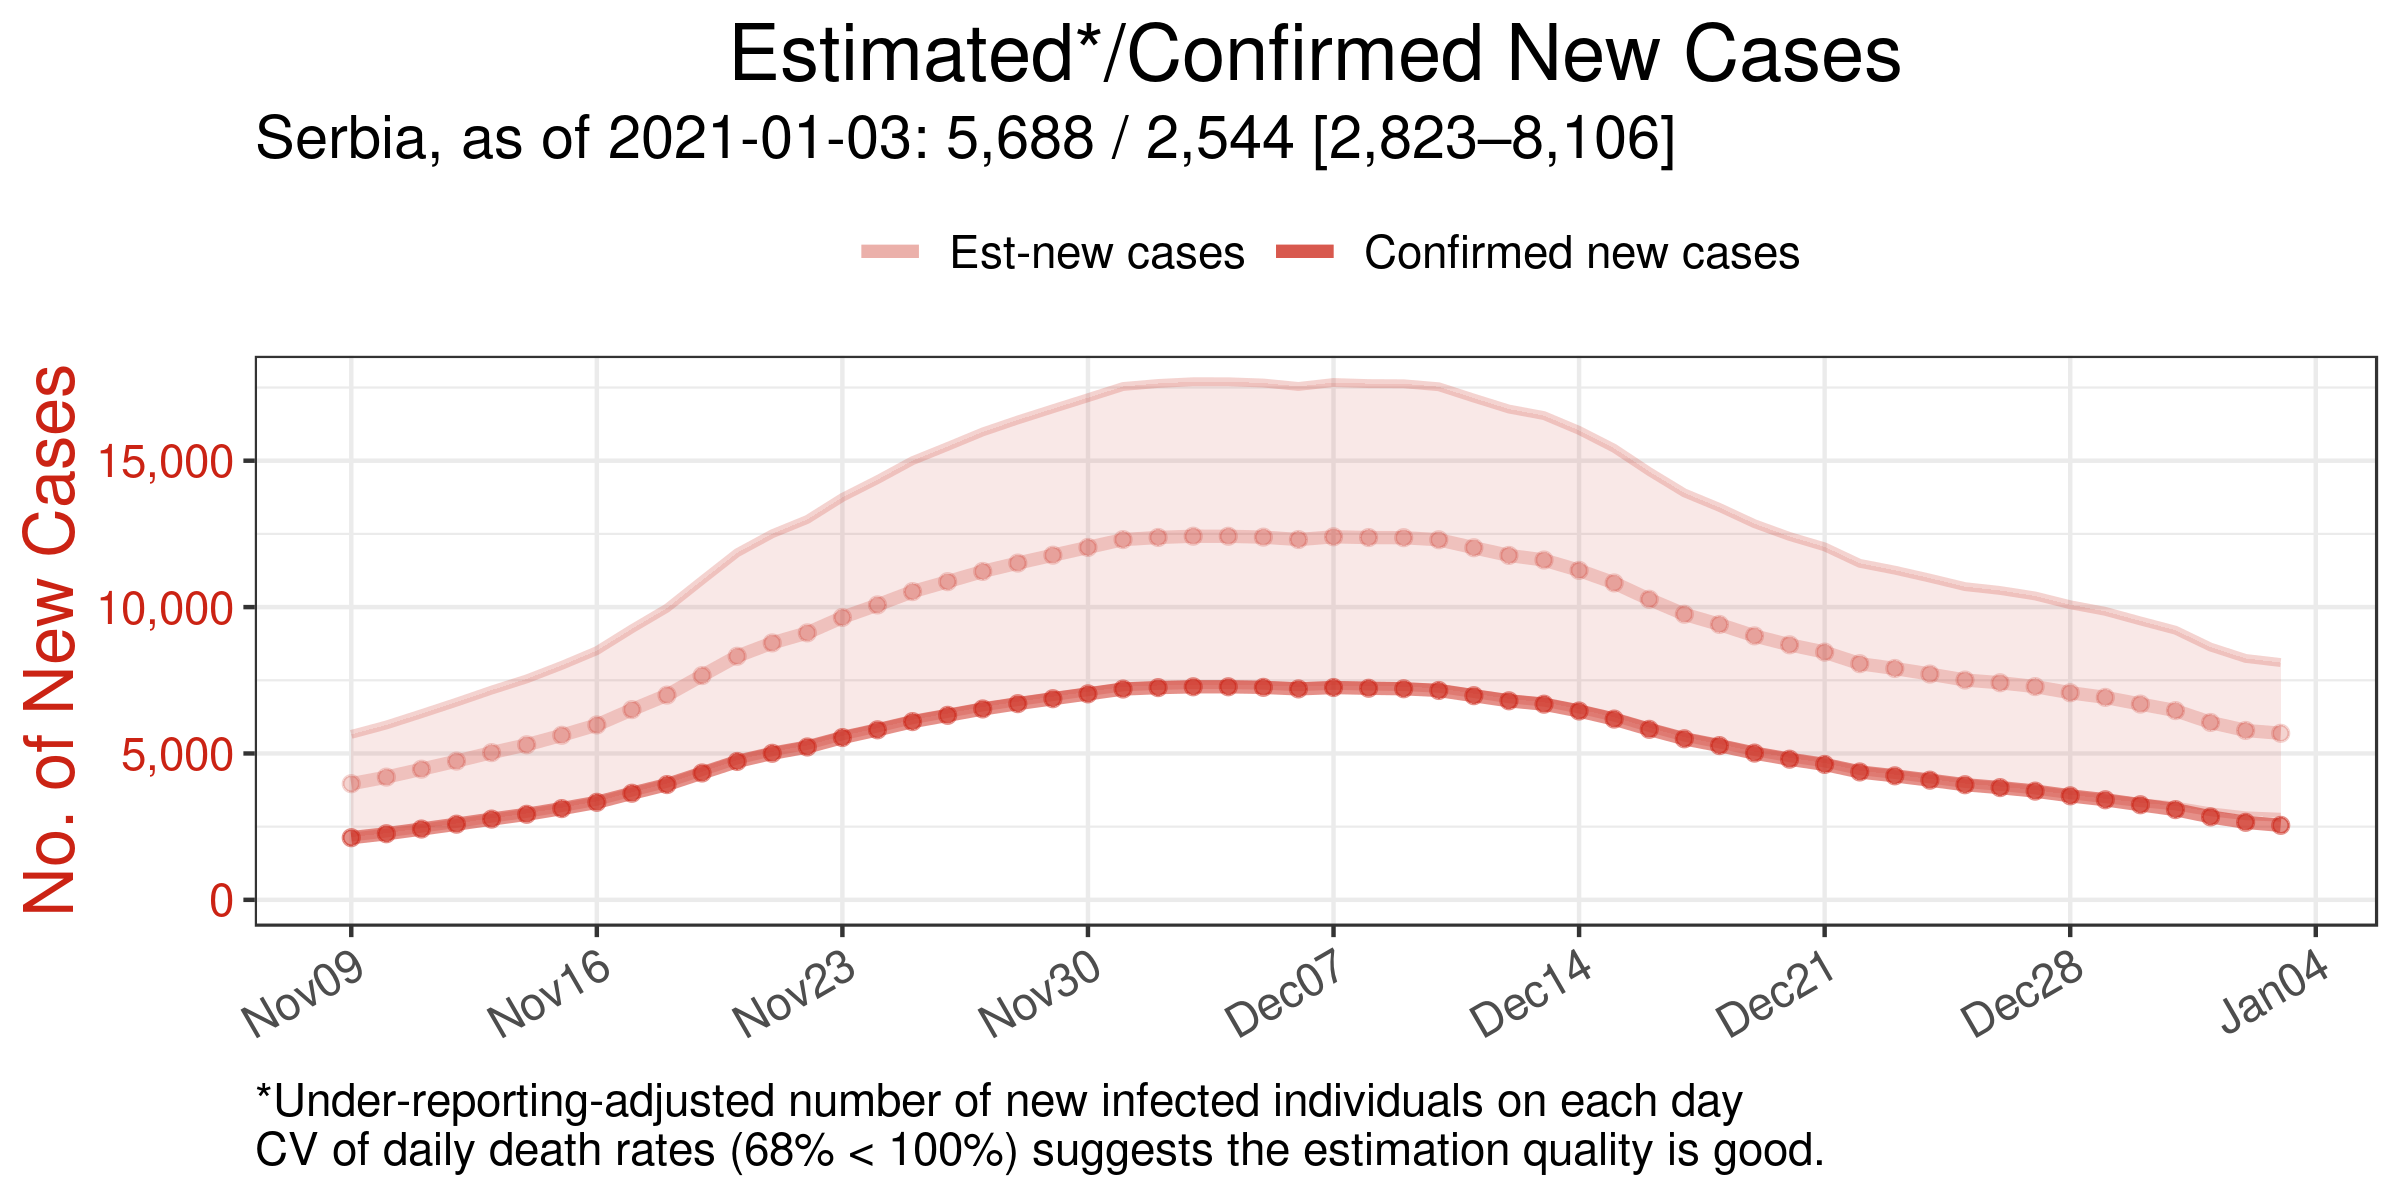 Estimated*/Confirmed New Cases
Serbia, as of 2021-01-03: 5,688 / 2,544 [2,823–8,106]
Est-new cases
Confirmed new cases
No. of New Cases
15,000
10,000
5,000
0
Nov09
Nov16
Nov23
Nov30
Dec07
Dec14
Dec21
Dec28
Jan04
*Under-reporting-adjusted number of new infected individuals on each day
CV of daily death rates (68% < 100%) suggests the estimation quality is good.